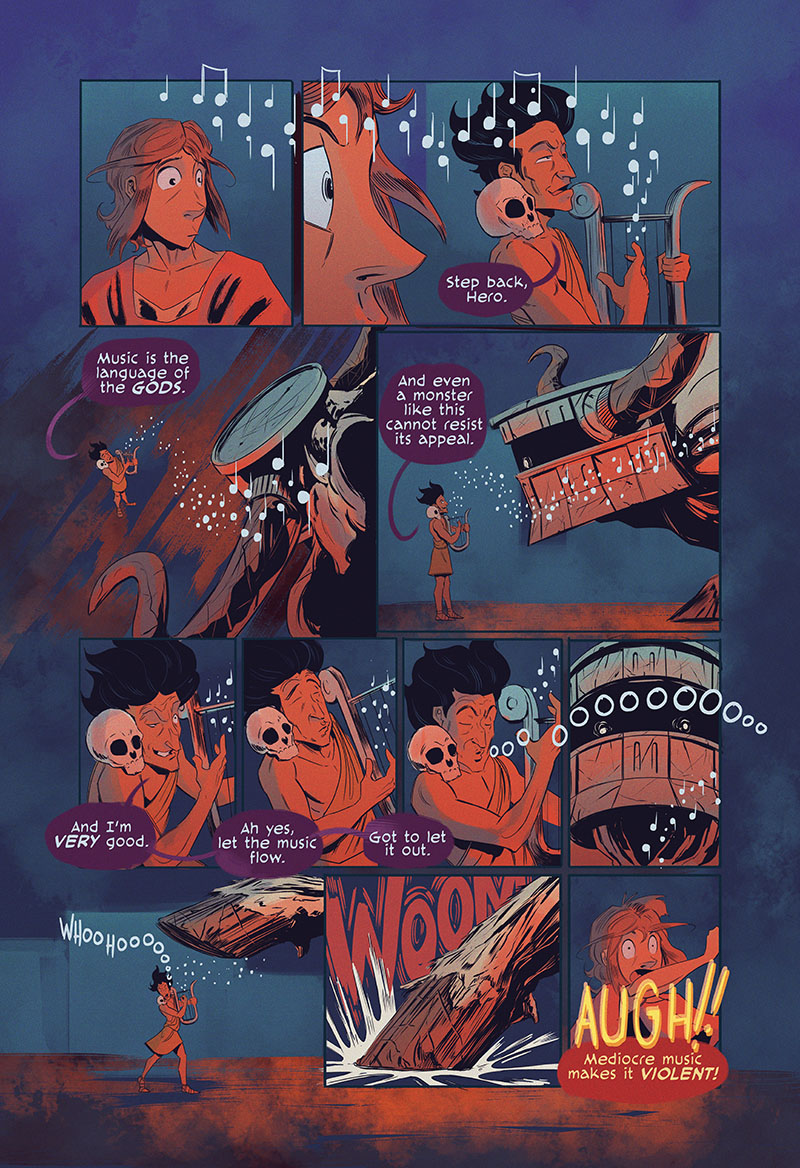 Step back,
Hero.
Music is the
language of
the GODS.
And even
a monster
like this
cannot resist
its appeal.
And I'm
VERY good.
Ah yes,
let the music
flow.
Got to let
it out.
OOOOOOOOOOOOOO
WHOOHOOOOO
WOOM
AUGH!!
Mediocre music
makes it VIOLENT!